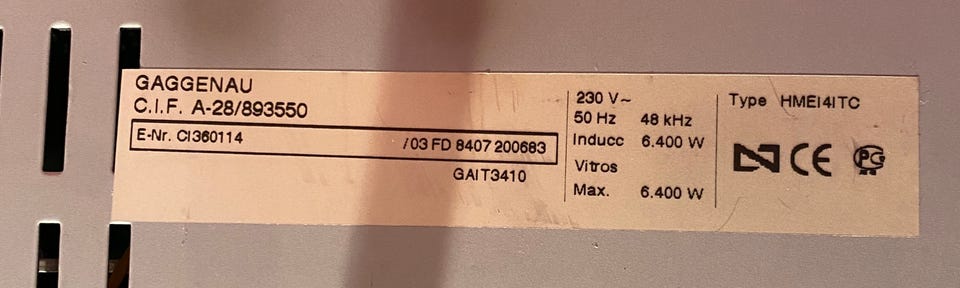 GAGGENAU
C.I.F. A-28/893550
E-Nr. CI360114 /03 FD 8407 200683
GAIT3410
230 V~
50 Hz 48 kHz
Inducc 6.400 W
Vitros
Max. 6.400 W
Type HMEI4ITC
N CE PC